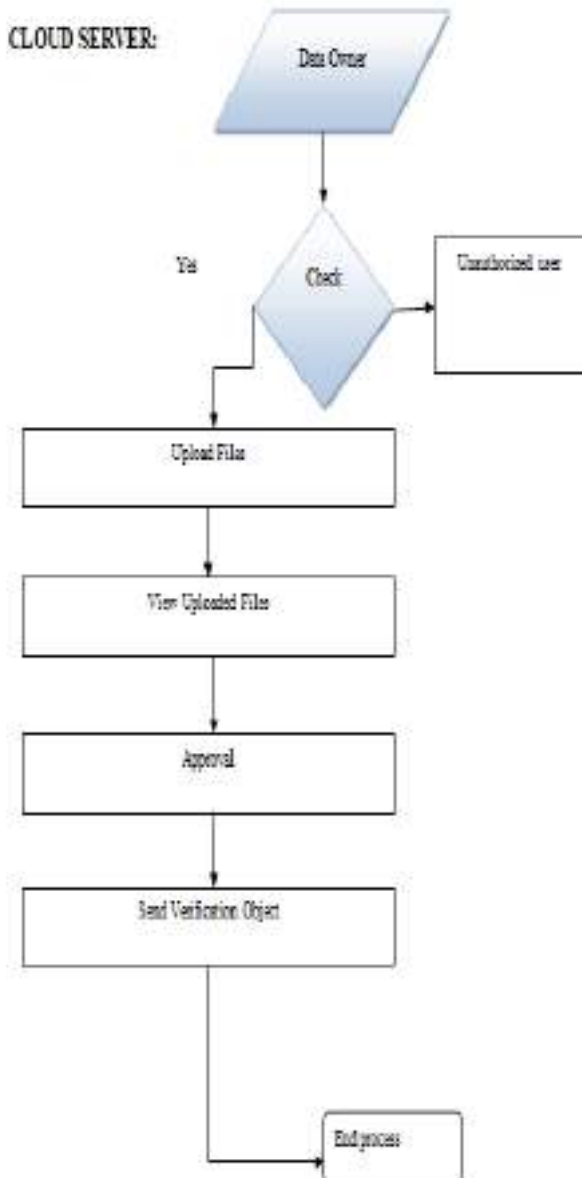 CLOUD SERVER:
Data Owner
Check
Yes
Unauthorized user
Upload Files
View Uploaded Files
Approval
Send Verification Object
End process